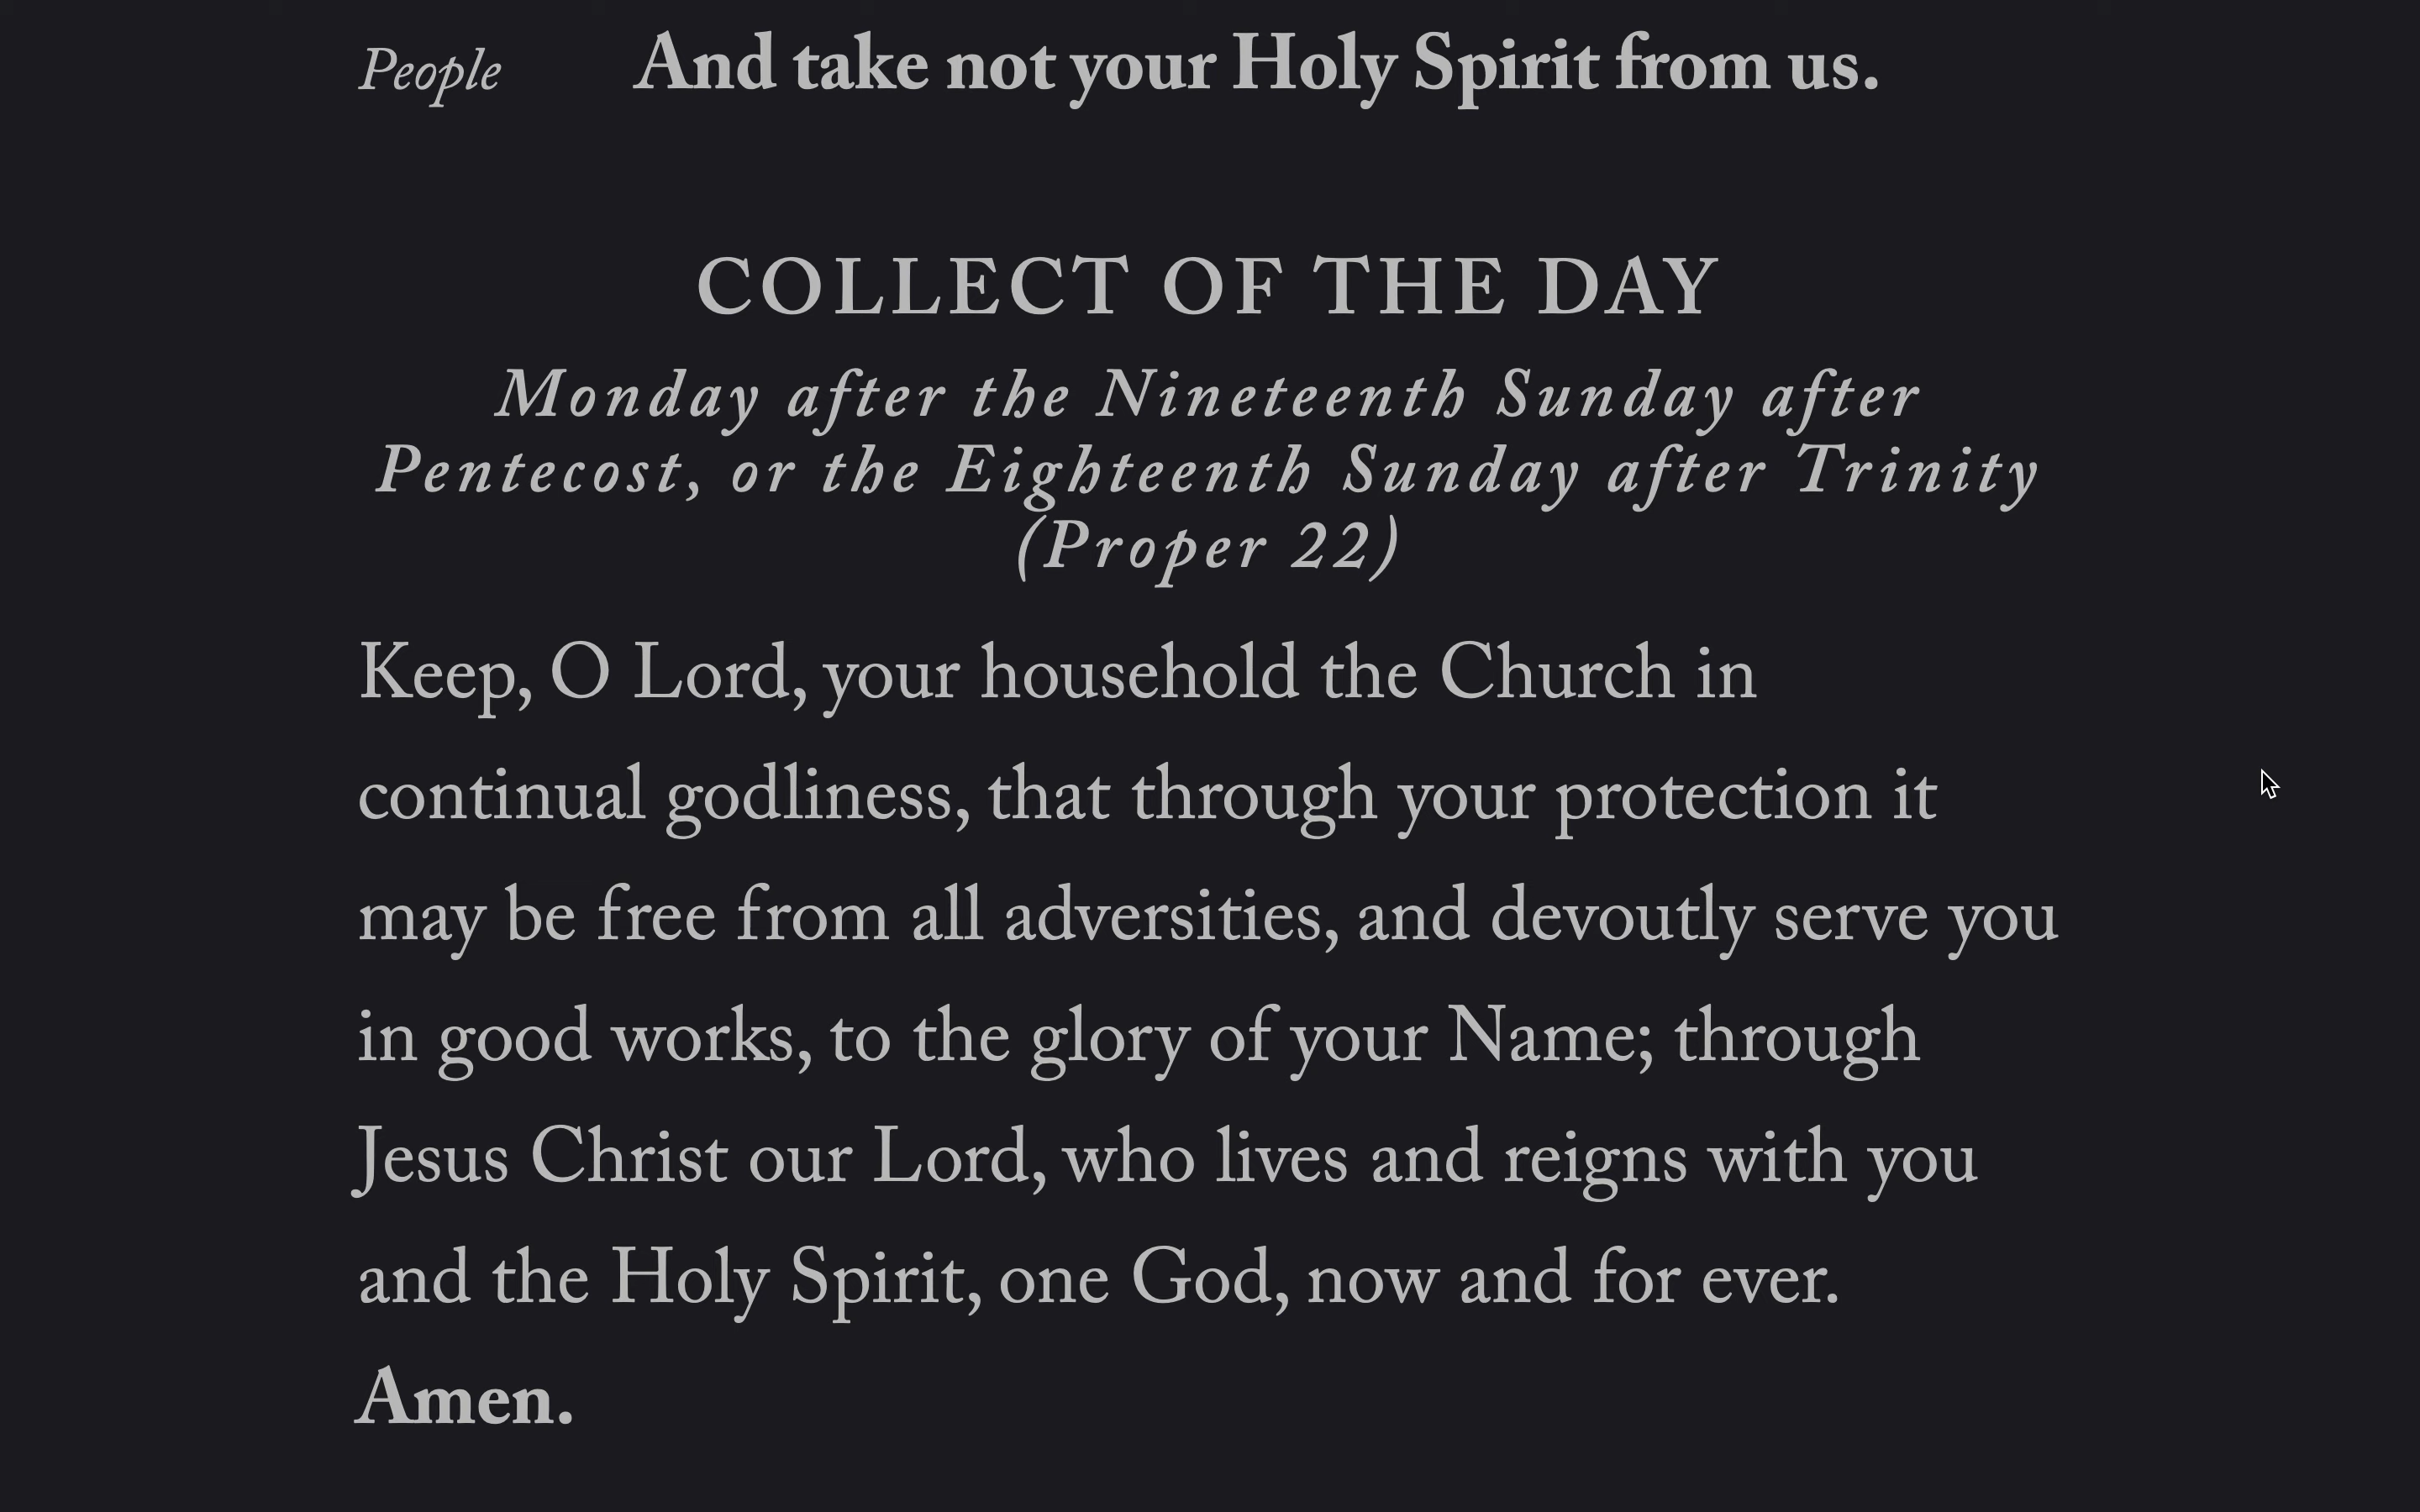 People And take not your Holy Spirit from us.
COLLECT OF THE DAY
Monday after the Nineteenth Sunday after
Pentecost, or the Eighteenth Sunday after Trinity
(Proper 22)
Keep, O Lord, your household the Church in
continual godliness, that through your protection it
may be free from all adversities, and devoutly serve you
in good works, to the glory of your Name; through
Jesus Christ our Lord, who lives and reigns with you
and the Holy Spirit, one God, now and for ever.
Amen.